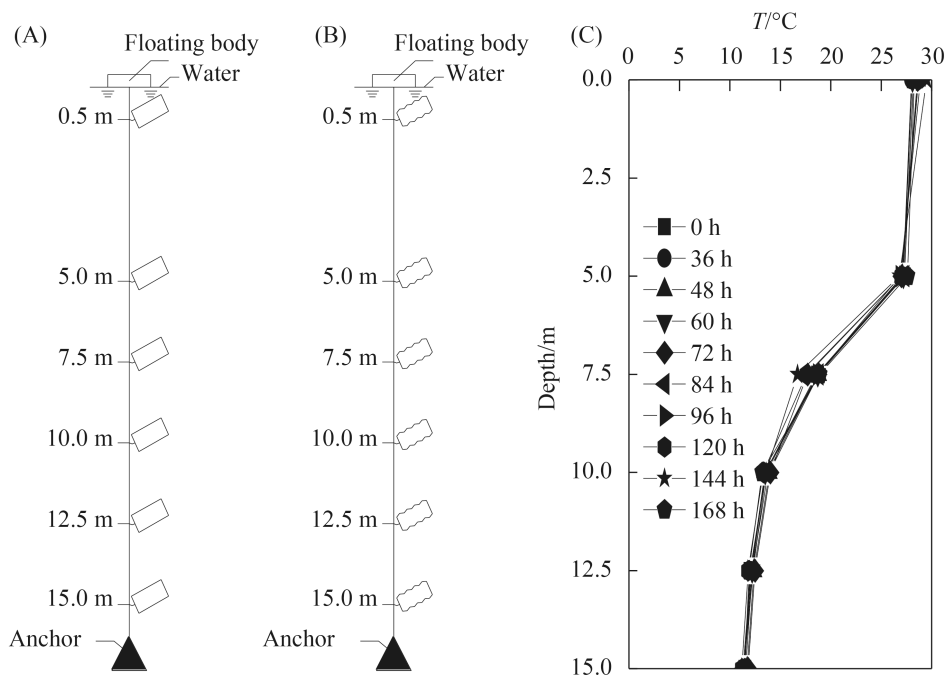 (A)
Floating body
Water
0.5 m
5.0 m
7.5 m
10.0 m
12.5 m
15.0 m
Anchor
(B)
Floating body
Water
0.5 m
5.0 m
7.5 m
10.0 m
12.5 m
15.0 m
Anchor
(C)
T/°C
0 5 10 15 20 25 30
Depth/m
0.0
2.5
5.0
7.5
10.0
12.5
15.0
0 h
36 h
48 h
60 h
72 h
84 h
96 h
120 h
144 h
168 h